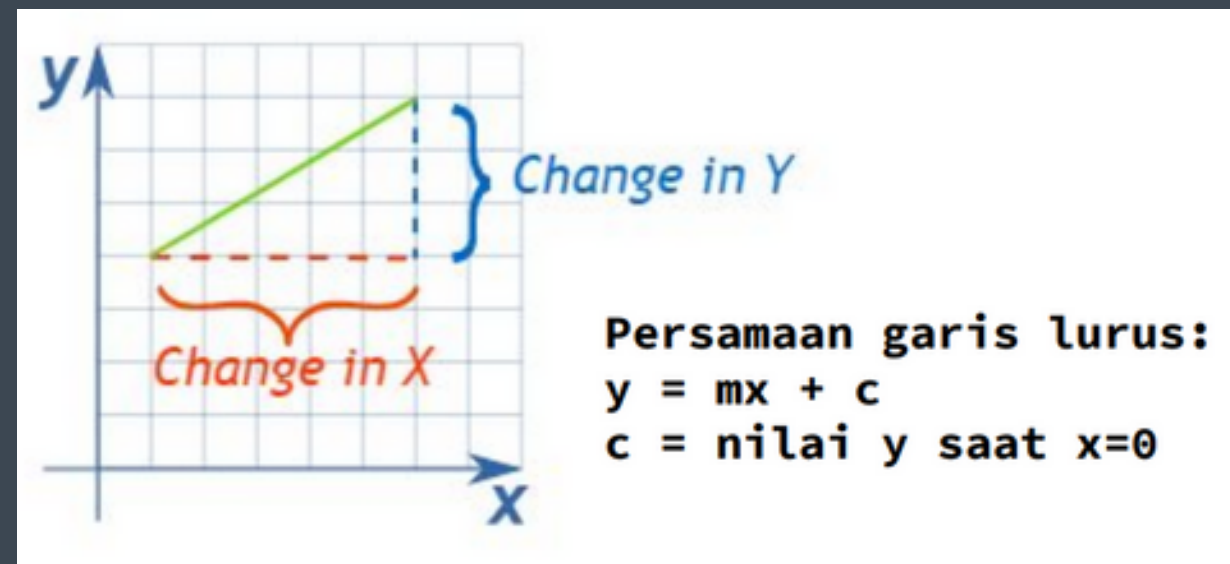 y
Change in Y
Change in X
x
Persamaan garis lurus:
y = mx + c
c = nilai y saat x=0